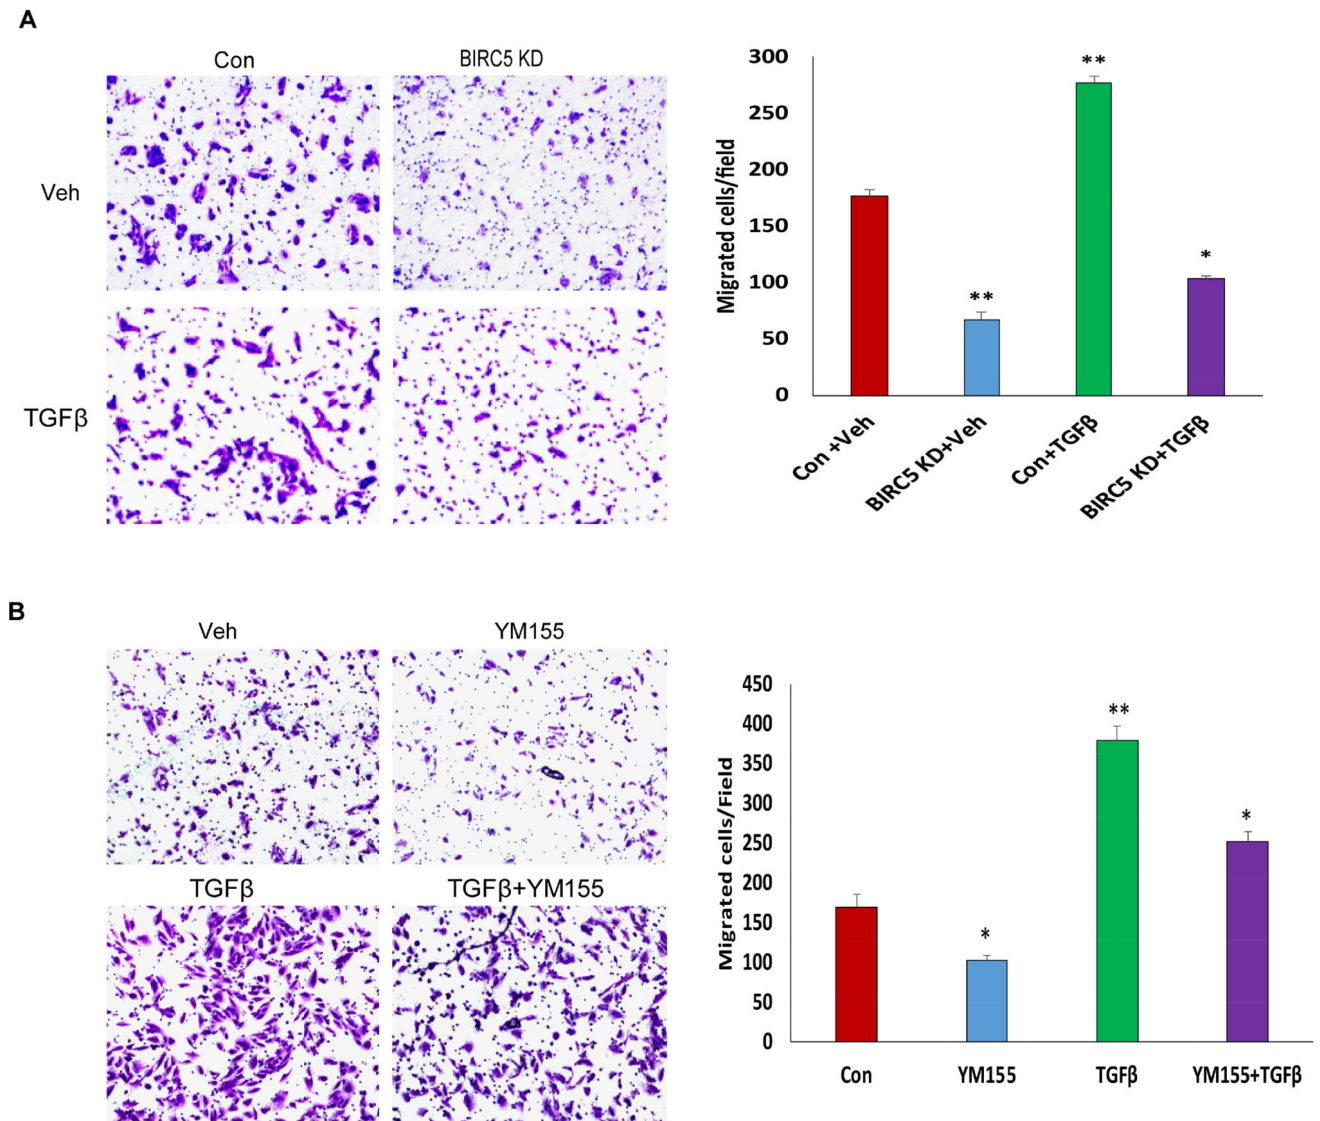 A
Con
BIRC5 KD
Veh
TGFβ
300
250
200
150
100
50
0
Migrated cells/field
**
**
*
Con +Veh
BIRC5 KD+Veh
Con+TGFβ
BIRC5 KD+TGFβ
B
Veh
YM155
TGFβ
TGFβ+YM155
450
400
350
300
250
200
150
100
50
0
Migrated cells/Field
*
**
*
Con
YM155
TGFβ
YM155+TGFβ